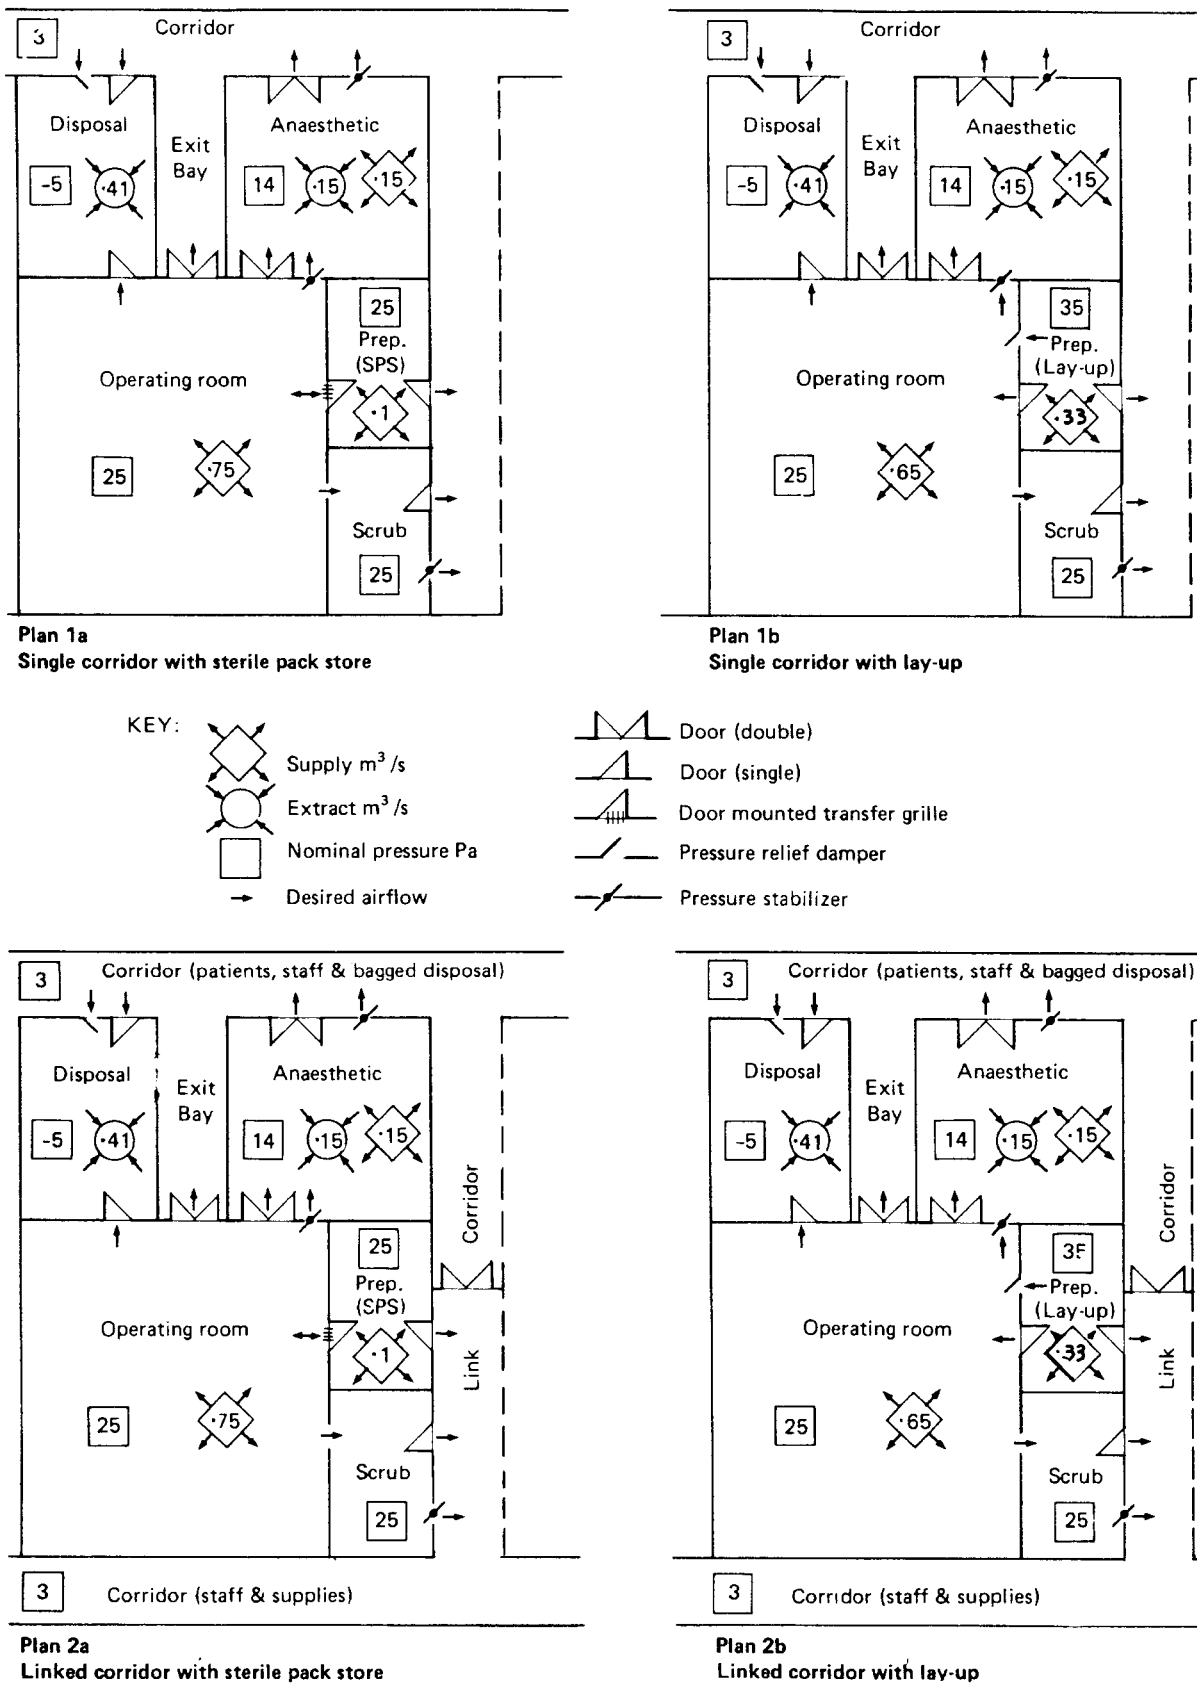 3
Corridor
Disposal
Exit
Bay
Anaesthetic
-5
·41
14
·15
·15
25
Prep.
(SPS)
Operating room
·1
·75
25
Scrub
25
Plan 1a
Single corridor with sterile pack store
3
Corridor
Disposal
Exit
Bay
Anaesthetic
-5
·41
14
·15
·15
35
Prep.
(Lay-up)
Operating room
·33
·65
25
Scrub
25
Plan 1b
Single corridor with lay-up
KEY:
Supply m³/s
Extract m³/s
Nominal pressure Pa
Desired airflow
Door (double)
Door (single)
Door mounted transfer grille
Pressure relief damper
Pressure stabilizer
3
Corridor (patients, staff & bagged disposal)
Disposal
Exit
Bay
Anaesthetic
-5
·41
14
·15
·15
Corridor
25
Prep.
(SPS)
Operating room
·1
Link
·75
25
Scrub
25
3
Corridor (staff & supplies)
Plan 2a
Linked corridor with sterile pack store
3
Corridor (patients, staff & bagged disposal)
Disposal
Exit
Bay
Anaesthetic
-5
·41
14
·15
·15
Corridor
35
Prep.
(Lay-up)
Operating room
·33
Link
·65
25
Scrub
25
3
Corridor (staff & supplies)
Plan 2b
Linked corridor with lay-up